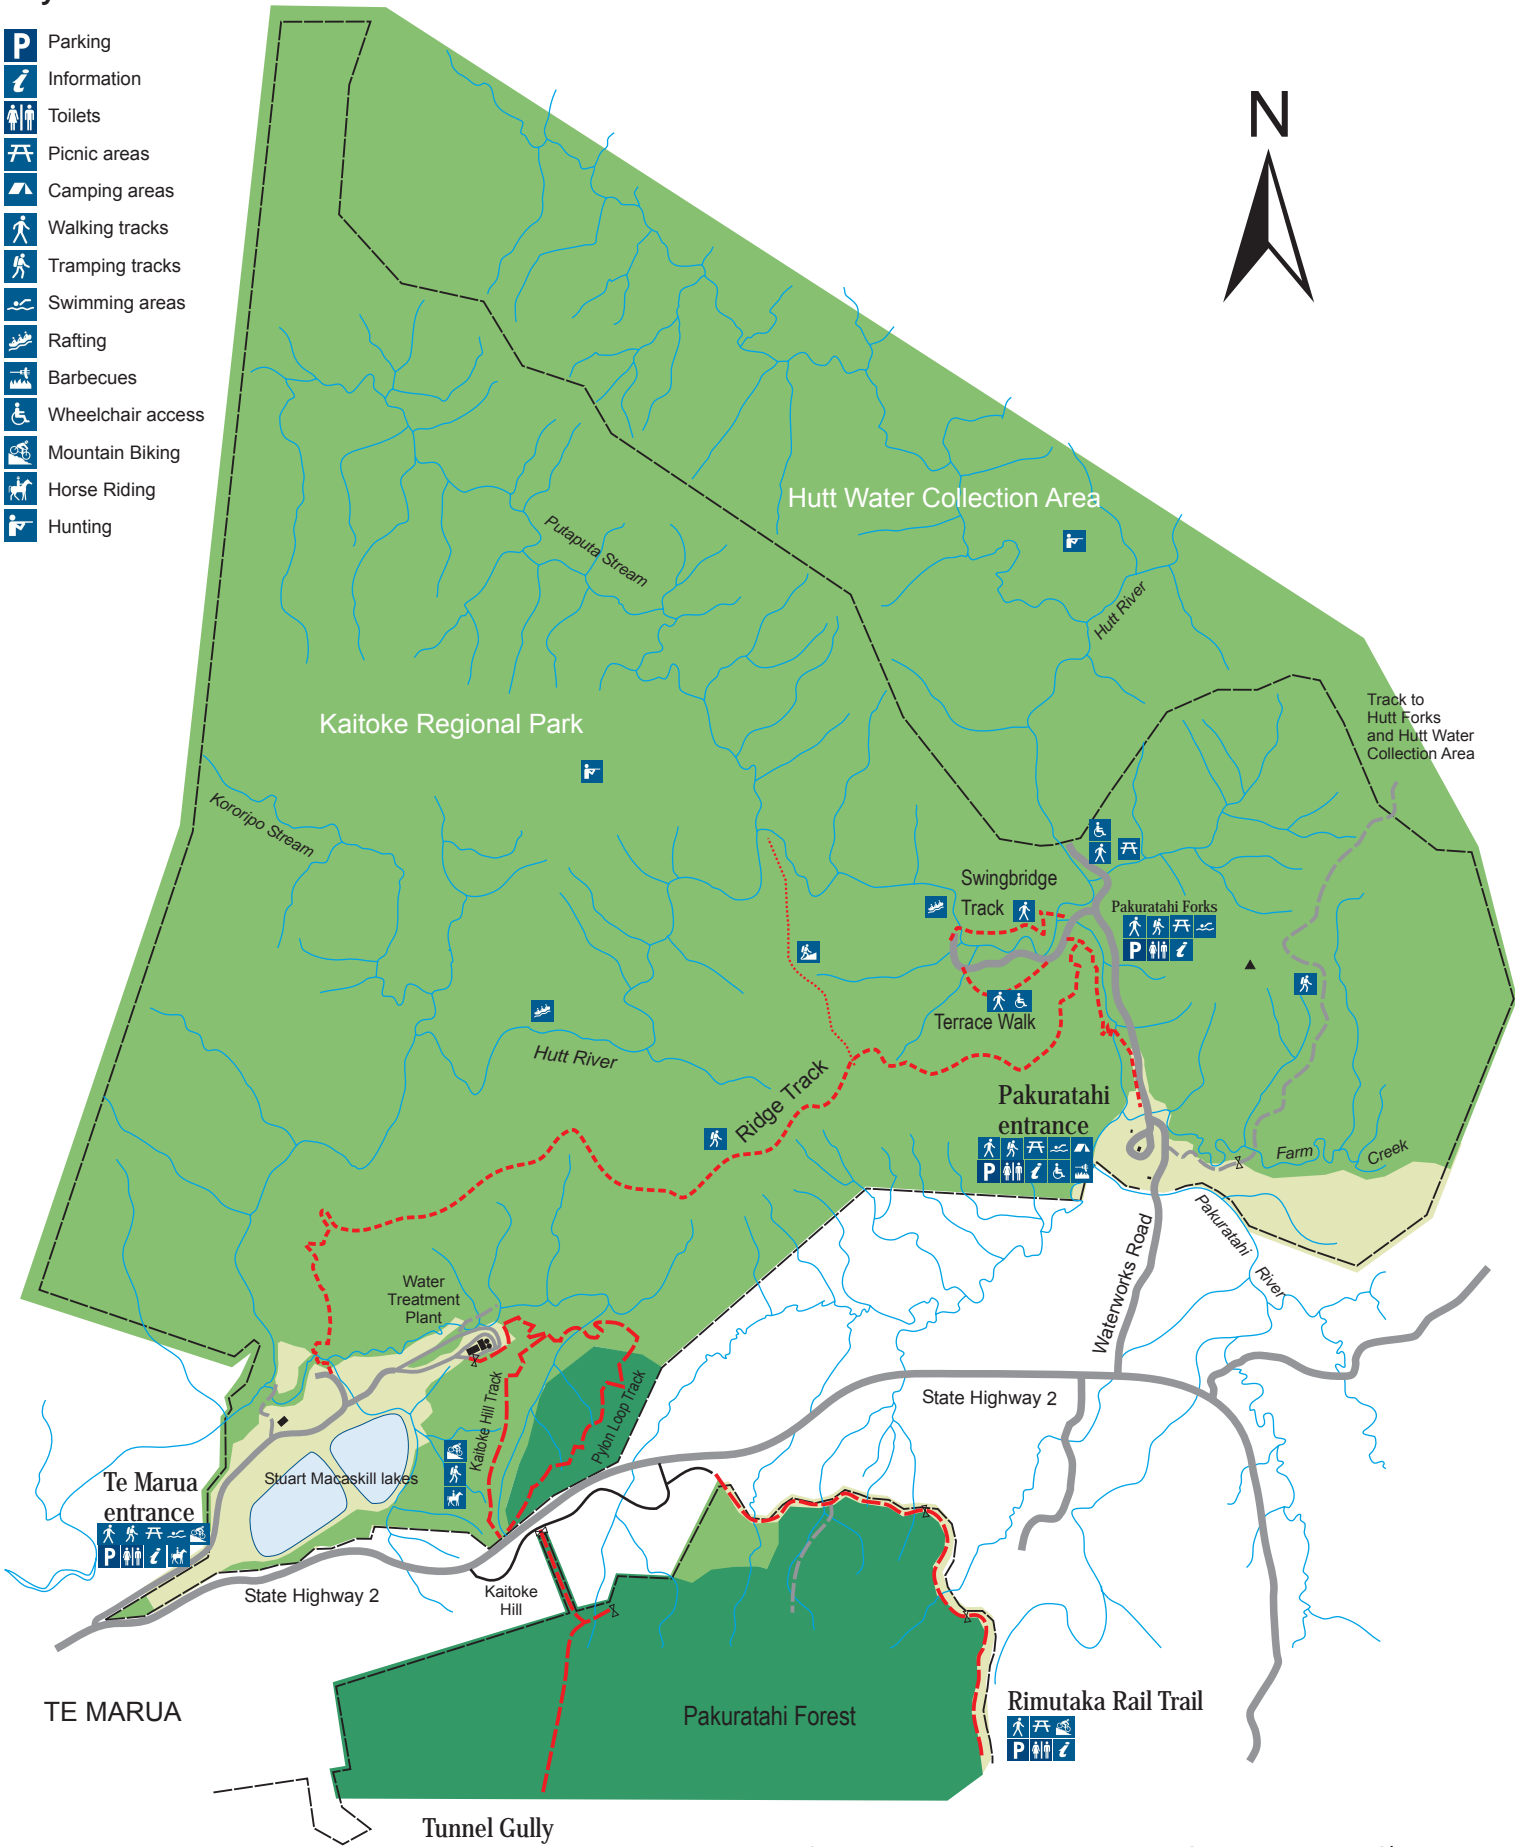 P Parking
i Information
Toilets
Picnic areas
Camping areas
Walking tracks
Tramping tracks
Swimming areas
Rafting
Barbecues
Wheelchair access
Mountain Biking
Horse Riding
Hunting
N
Hutt Water Collection Area
Putaputa Stream
Hutt River
Kaitoke Regional Park
Track to
Hutt Forks
and Hutt Water
Collection Area
Kororipo Stream
Swingbridge
Track
Pakuratahi Forks
P i
Terrace Walk
Hutt River
Ridge Track
Pakuratahi
entrance
P i
Farm Creek
Pakuratahi River
Waterworks Road
Water
Treatment
Plant
Kaitoke Hill Track
Pylon Loop Track
State Highway 2
Stuart Macaskill lakes
Te Marua
entrance
P i
State Highway 2
Kaitoke
Hill
TE MARUA
Pakuratahi Forest
Rimutaka Rail Trail
P i
Tunnel Gully